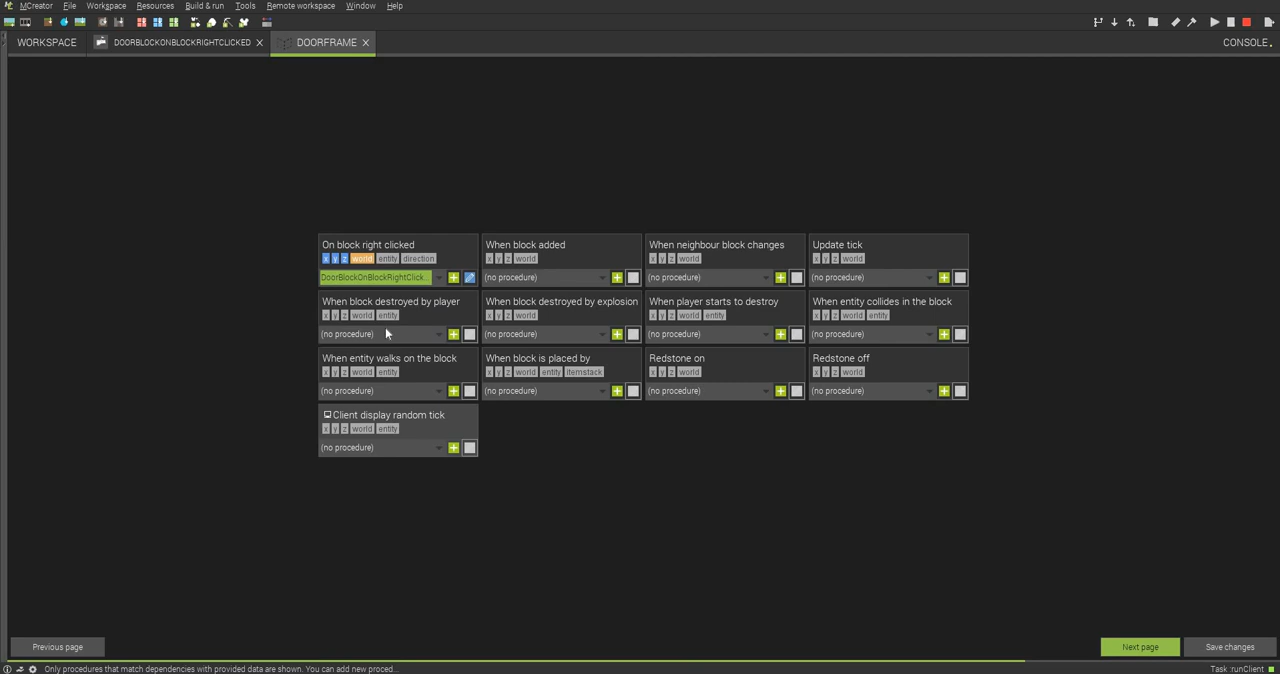 MCreator File Workspace Resources Build & run Tools Remote workspace Window Help
WORKSPACE DOORBLOCKONBLOCKRIGHTCLICKED DOORFRAME CONSOLE
On block right clicked
x y z world entity direction
DoorBlockOnBlockRightClick...
When block added
x y z world
(no procedure)
When neighbour block changes
x y z world
(no procedure)
Update tick
x y z world
(no procedure)
When block destroyed by player
x y z world entity
(no procedure)
When block destroyed by explosion
x y z world
(no procedure)
When player starts to destroy
x y z world entity
(no procedure)
When entity collides in the block
x y z world entity
(no procedure)
When entity walks on the block
x y z world entity
(no procedure)
When block is placed by
x y z world entity itemstack
(no procedure)
Redstone on
x y z world
(no procedure)
Redstone off
x y z world
(no procedure)
Client display random tick
x y z world entity
(no procedure)
Previous page Next page Save changes
Only procedures that match dependencies with provided data are shown. You can add new proced... Task :runClient